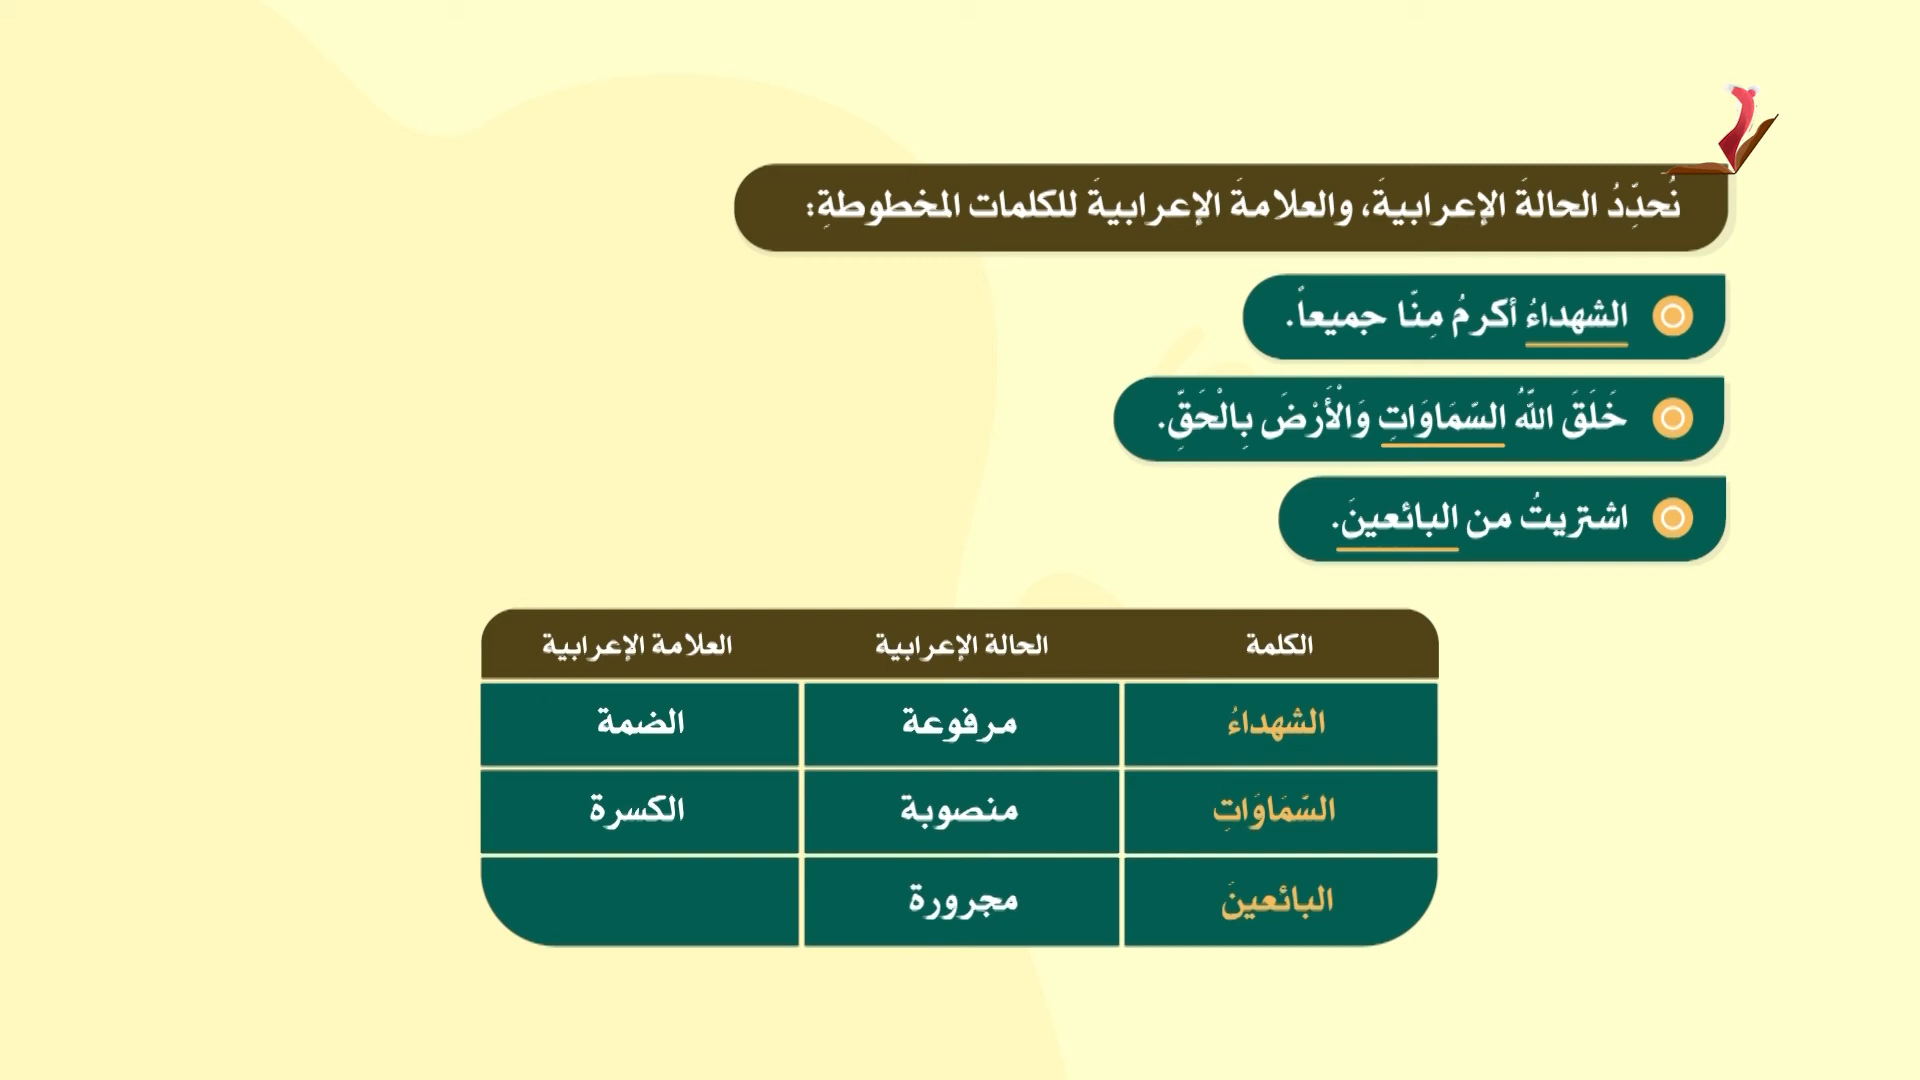 نُحدِّدُ الحالةَ الإعرابيةَ، والعلامةَ الإعرابيةَ للكلمات المخطوطةِ:
الشهداءُ أكرمُ مِنّا جميعاً.
خَلَقَ اللّهُ السّمَاوَاتِ وَالْأَرْضَ بِالْحَقِّ.
اشتريتُ من البائعينَ.
الكلمة الحالة الإعرابية العلامة الإعرابية
الشهداءُ مرفوعة الضمة
السّمَاوَاتِ منصوبة الكسرة
البائعينَ مجرورة